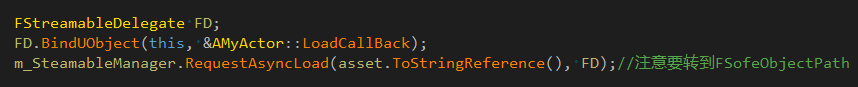 FStreamableDelegate FD;
FD.BindUObject(this, &AMyActor::LoadCallBack);
m_SteamableManager.RequestAsyncLoad(asset.ToStringReference(), FD);//注意要转到FSofeObjectPath